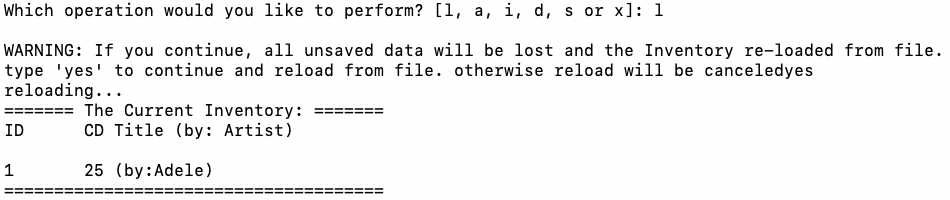 Which operation would you like to perform? [l, a, i, d, s or x]: l
WARNING: If you continue, all unsaved data will be lost and the Inventory re-loaded from file.
type 'yes' to continue and reload from file. otherwise reload will be canceledyes
reloading...
======= The Current Inventory: =======
ID      CD Title (by: Artist)
1       25 (by:Adele)
======================================